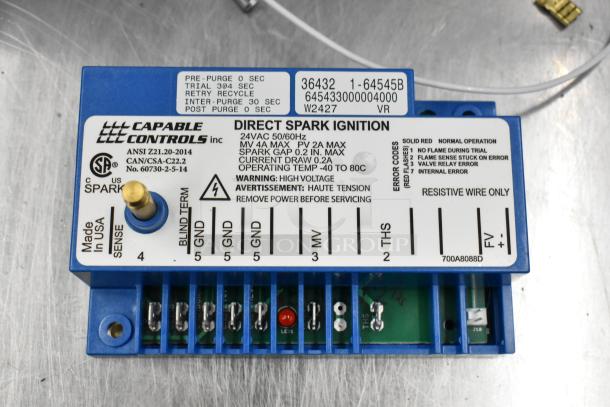 PRE-PURGE 0 SEC
TRIAL 304 SEC
RETRY RECYCLE
INTER-PURGE 30 SEC
POST PURGE 0 SEC
36432 1-64545B
645433000004000
W2427 VR
CAPABLE
CONTROLS inc
ANSI Z21.20-2014
CAN/CSA-C22.2
No. 60730-2-5-14
C US
DIRECT SPARK IGNITION
24VAC 50/60Hz
MV 4A MAX PV 2A MAX
SPARK GAP 0.2 IN. MAX
CURRENT DRAW 0.2A
OPERATING TEMP -40 TO 80C
WARNING: HIGH VOLTAGE
AVERTISSEMENT: HAUTE TENSION
REMOVE POWER BEFORE SERVICING
ERROR CODES
(RED FLASHES)
SOLID RED NORMAL OPERATION
1 NO FLAME DURING TRIAL
2 FLAME SENSE STUCK ON ERROR
3 VALVE RELAY ERROR
7 INTERNAL ERROR
RESISTIVE WIRE ONLY
SPARK
Made
In USA
SENSE
4
BLIND TERM
5 GND
5 GND
5 GND
3 MV
2 THS
700A8088D
FV
+ -
THS